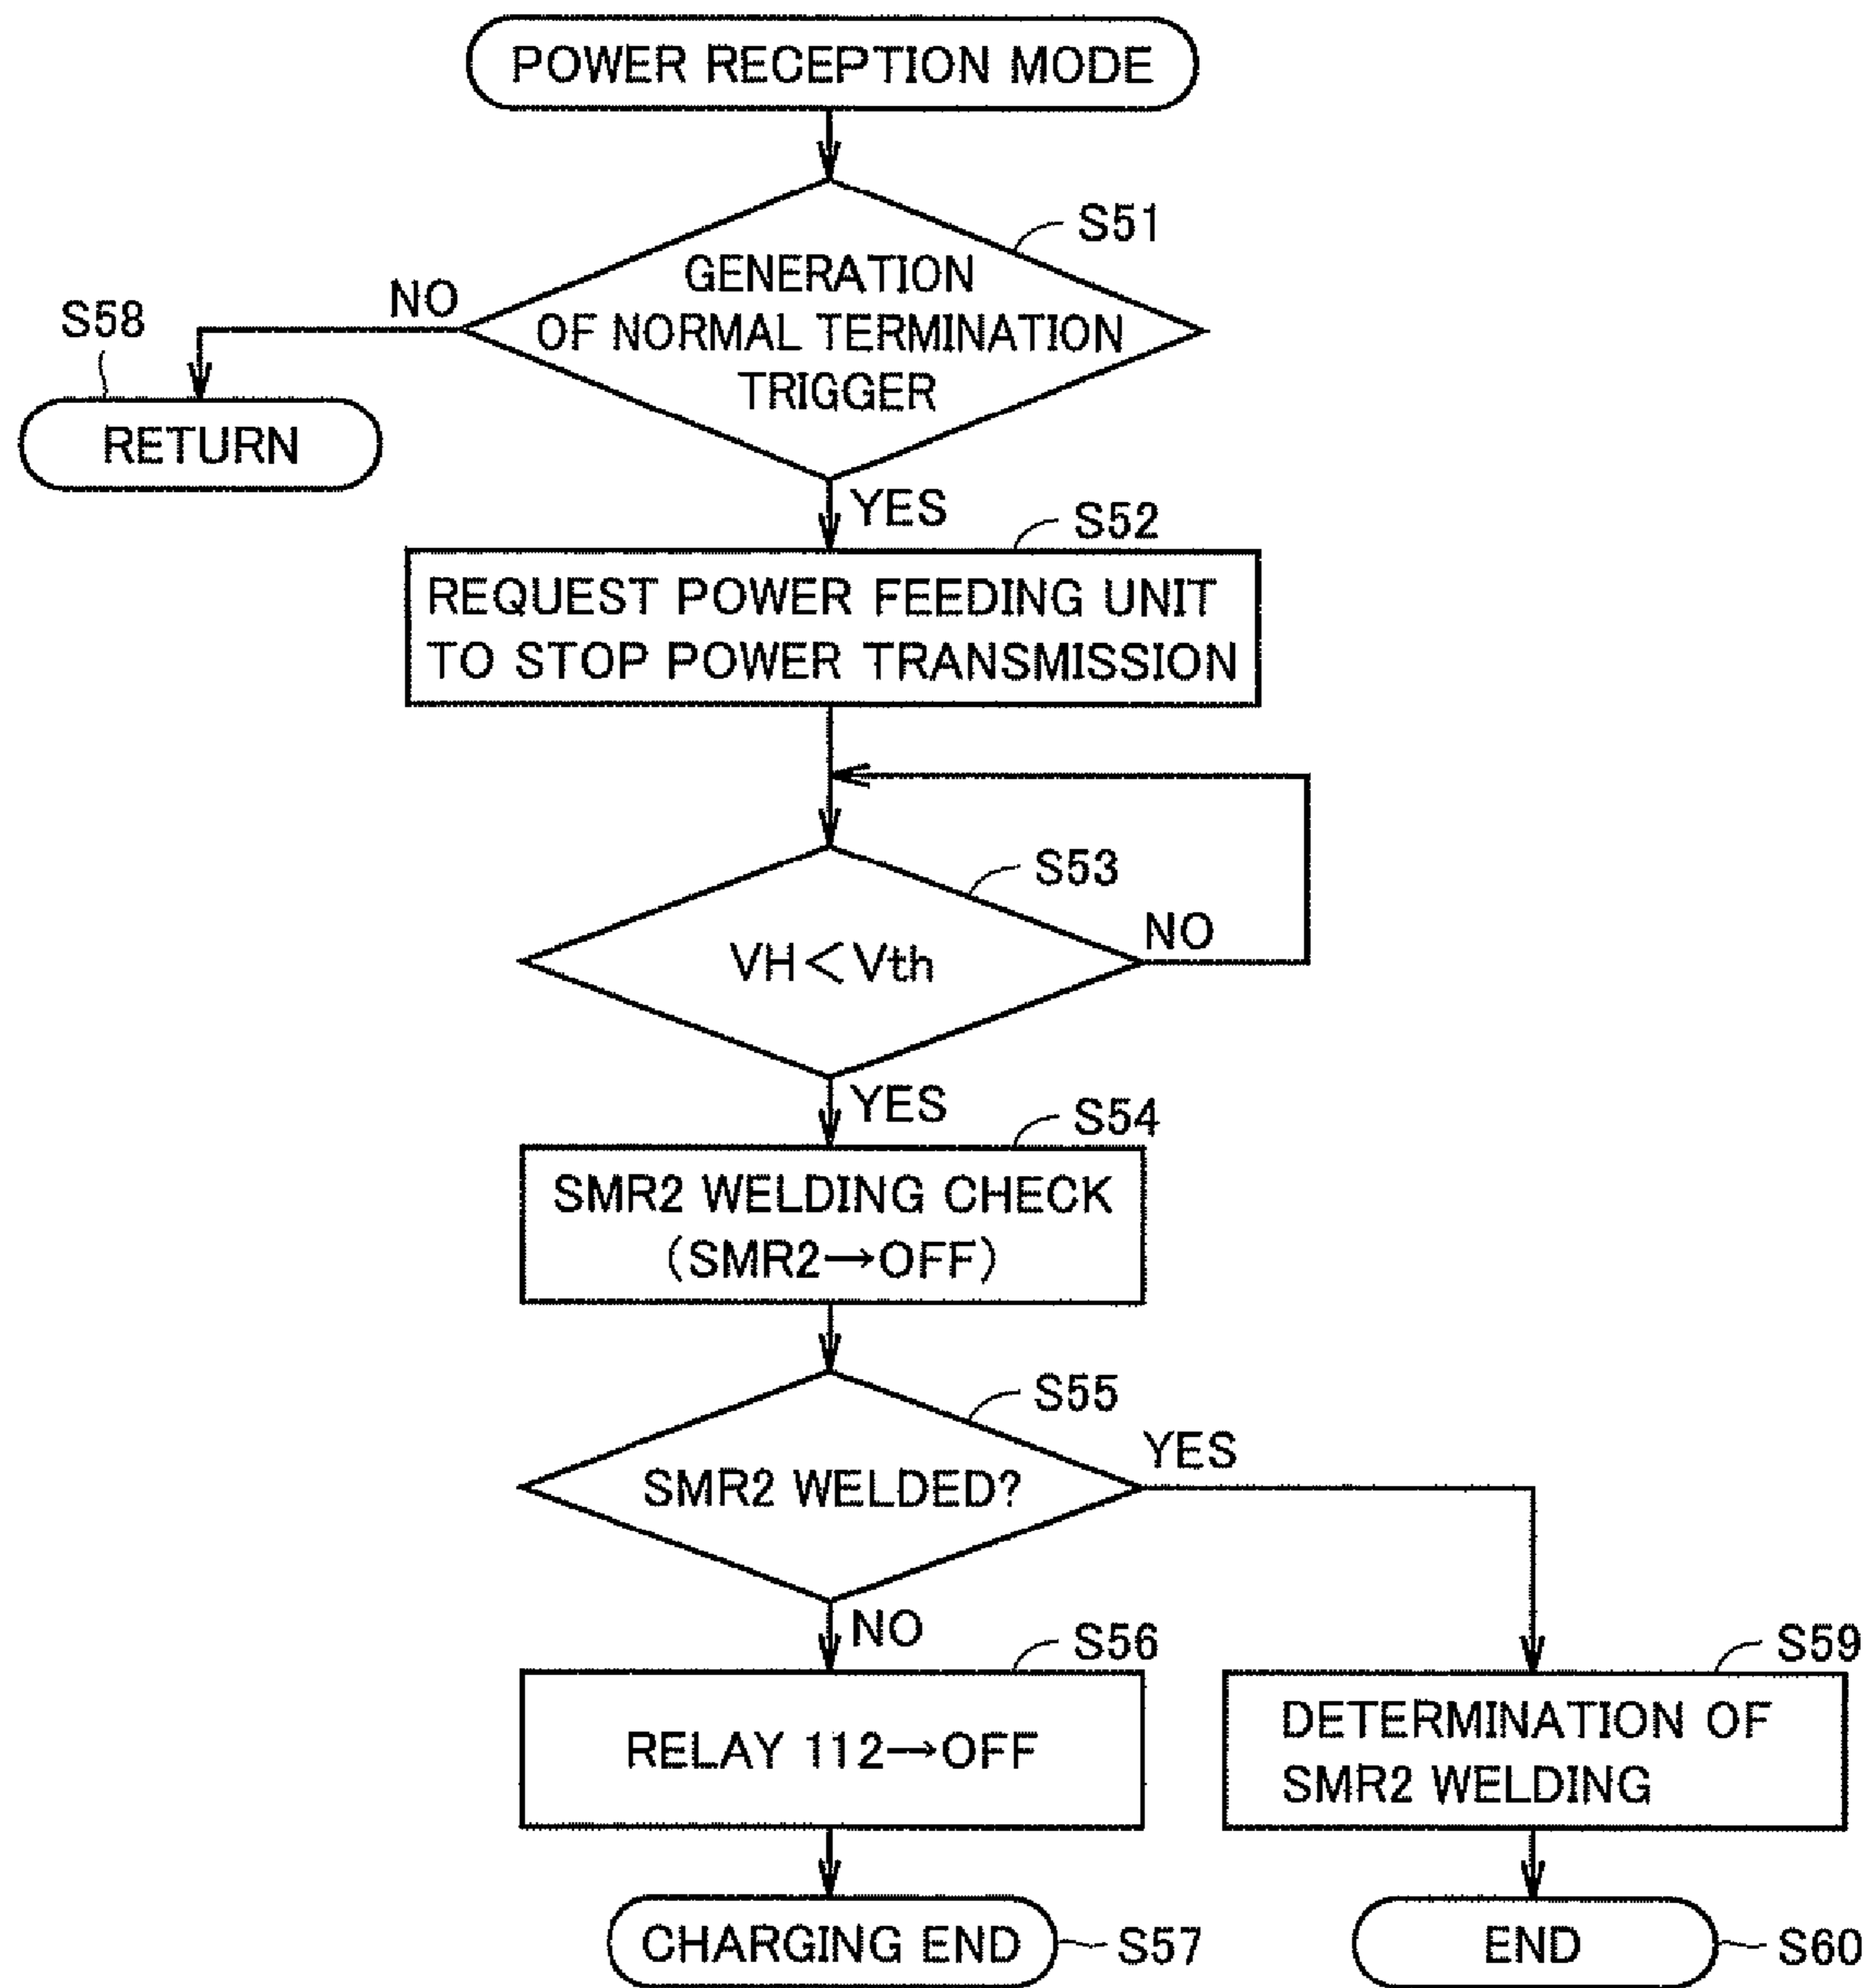 POWER RECEPTION MODE
S51
GENERATION
OF NORMAL TERMINATION
TRIGGER
NO
S58
RETURN
YES
S52
REQUEST POWER FEEDING UNIT
TO STOP POWER TRANSMISSION
S53
VH<Vth
NO
YES
S54
SMR2 WELDING CHECK
(SMR2→OFF)
S55
SMR2 WELDED?
YES
NO
S56
RELAY 112→OFF
S59
DETERMINATION OF
SMR2 WELDING
CHARGING END
S57
END
S60